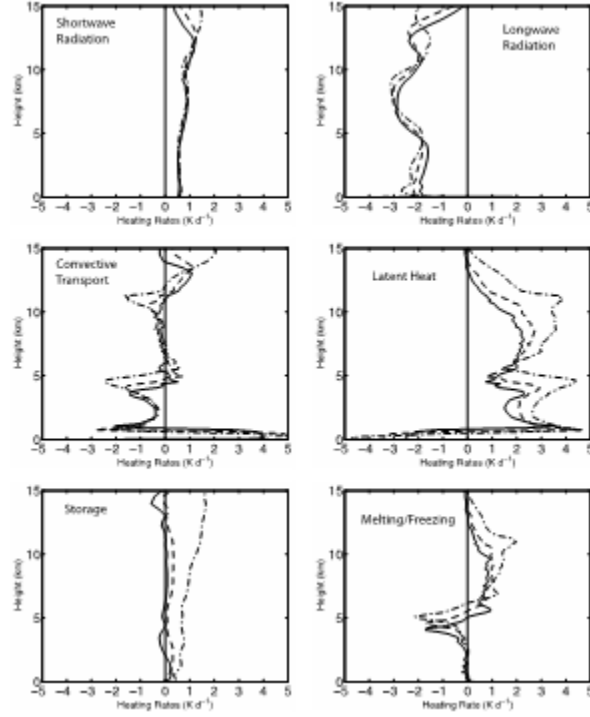 15
10
5
0
Height (km)
Shortwave
Radiation
-5 -4 -3 -2 -1 0 1 2 3 4 5
Heating Rates (K d⁻¹)
15
10
5
0
Height (km)
Longwave
Radiation
-5 -4 -3 -2 -1 0 1 2 3 4 5
Heating Rates (K d⁻¹)
15
10
5
0
Height (km)
Convective
Transport
-5 -4 -3 -2 -1 0 1 2 3 4 5
Heating Rates (K d⁻¹)
15
10
5
0
Height (km)
Latent Heat
-5 -4 -3 -2 -1 0 1 2 3 4 5
Heating Rates (K d⁻¹)
15
10
5
0
Height (km)
Storage
-5 -4 -3 -2 -1 0 1 2 3 4 5
Heating Rates (K d⁻¹)
15
10
5
0
Height (km)
Melting/Freezing
-5 -4 -3 -2 -1 0 1 2 3 4 5
Heating Rate (K d⁻¹)